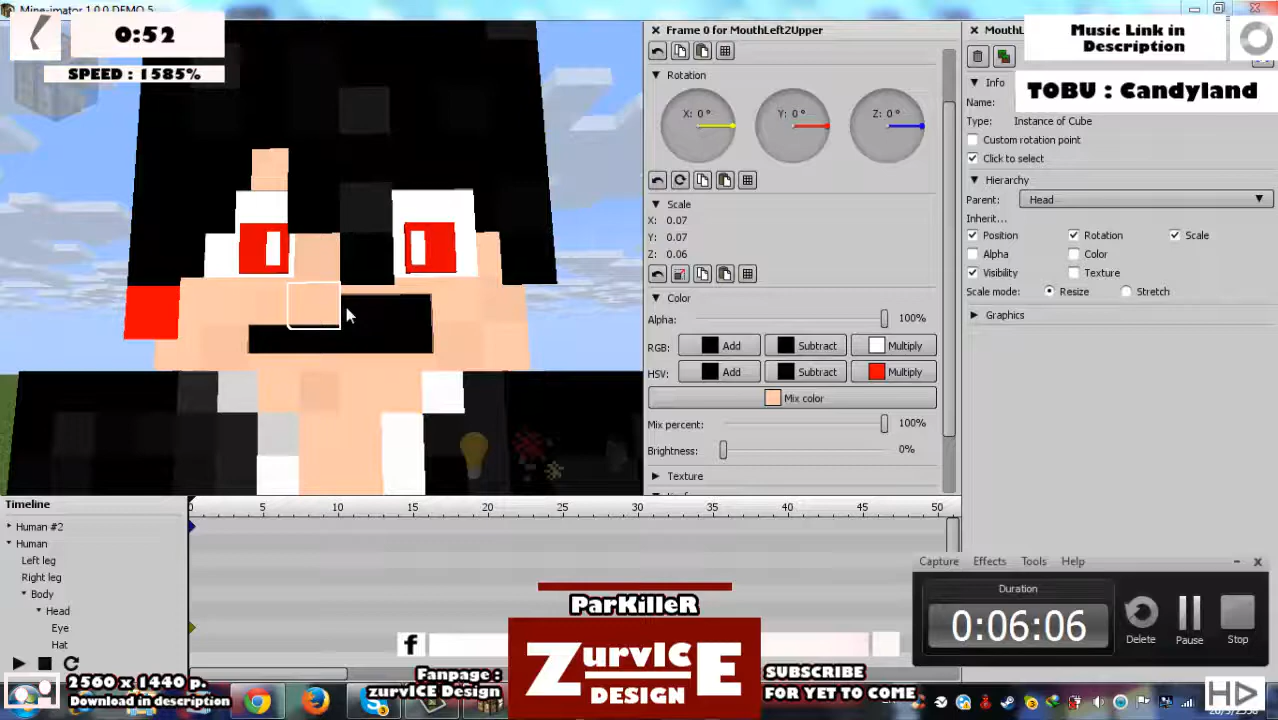 Mine-imator 1.0.0 DEMO 5
0:52
SPEED : 1585%
Frame 0 for MouthLeft2Upper
Rotation
X: 0 °
Y: 0 °
Z: 0 °
Scale
X: 0.07
Y: 0.07
Z: 0.06
Color
Alpha:
100%
RGB:
Add
Subtract
Multiply
HSV:
Add
Subtract
Multiply
Mix color
Mix percent:
100%
Brightness:
0%
Texture
MouthL
Music Link in
Description
TOBU : Candyland
Info
Name:
Type:
Instance of Cube
Custom rotation point
Click to select
Hierarchy
Parent:
Head
Inherit...
Position
Rotation
Scale
Alpha
Color
Visibility
Texture
Scale mode:
Resize
Stretch
Graphics
Timeline
0
5
10
15
20
25
30
35
40
45
50
Human #2
Human
Left leg
Right leg
Body
Head
Eye
Hat
Capture
Effects
Tools
Help
Duration
0:06:06
Delete
Pause
Stop
ParKilleR
f
ZurvICE
DESIGN
2560 x 1440 p.
Download in description
Fanpage :
zurvICE Design
SUBSCRIBE
FOR YET TO COME
HD